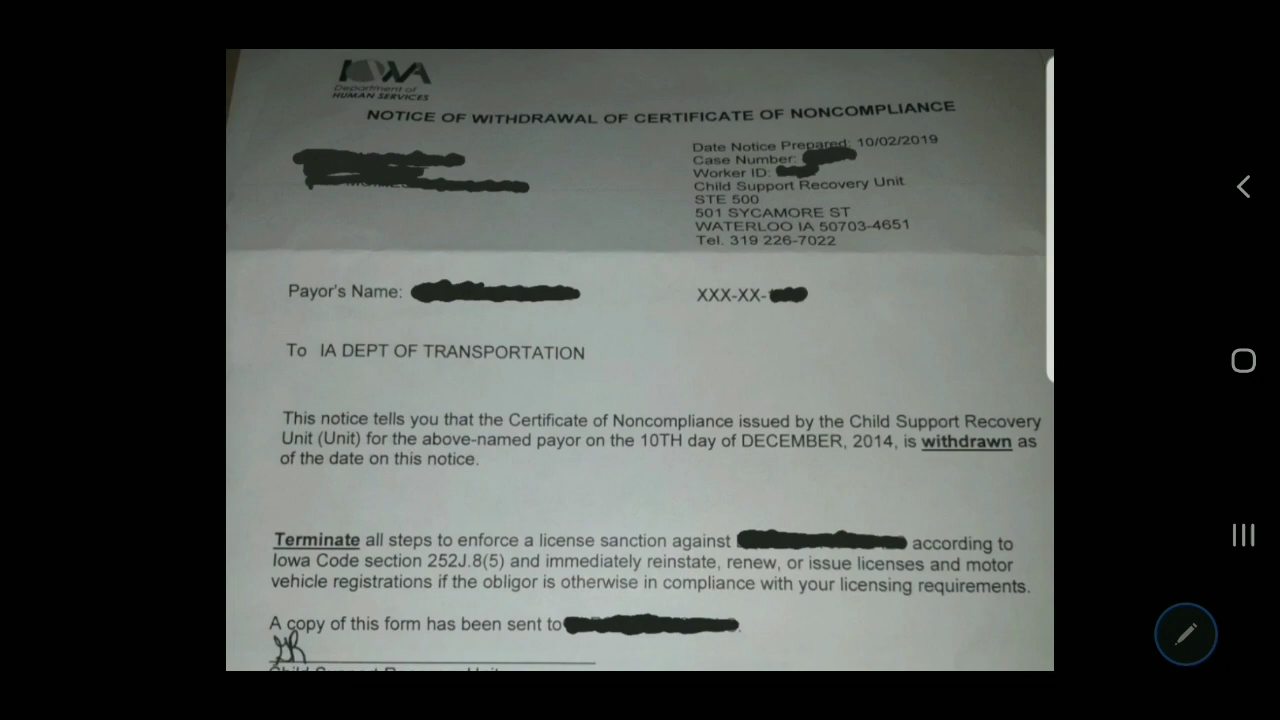 IOWA
Department of
HUMAN SERVICES
NOTICE OF WITHDRAWAL OF CERTIFICATE OF NONCOMPLIANCE
Date Notice Prepared: 10/02/2019
Case Number:
Worker ID:
Child Support Recovery Unit
STE 500
501 SYCAMORE ST
WATERLOO IA 50703-4651
Tel. 319 226-7022
Payor's Name: XXX-XX-
To IA DEPT OF TRANSPORTATION
This notice tells you that the Certificate of Noncompliance issued by the Child Support Recovery
Unit (Unit) for the above-named payor on the 10TH day of DECEMBER, 2014, is withdrawn as
of the date on this notice.
Terminate all steps to enforce a license sanction against according to
Iowa Code section 252J.8(5) and immediately reinstate, renew, or issue licenses and motor
vehicle registrations if the obligor is otherwise in compliance with your licensing requirements.
A copy of this form has been sent to .
Child Support Recovery Unit